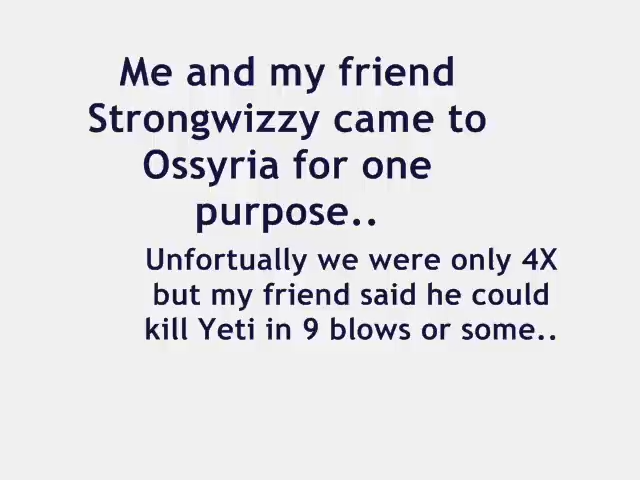 Me and my friend
Strongwizzy came to
Ossyria for one
purpose..
Unfortually we were only 4X
but my friend said he could
kill Yeti in 9 blows or some..